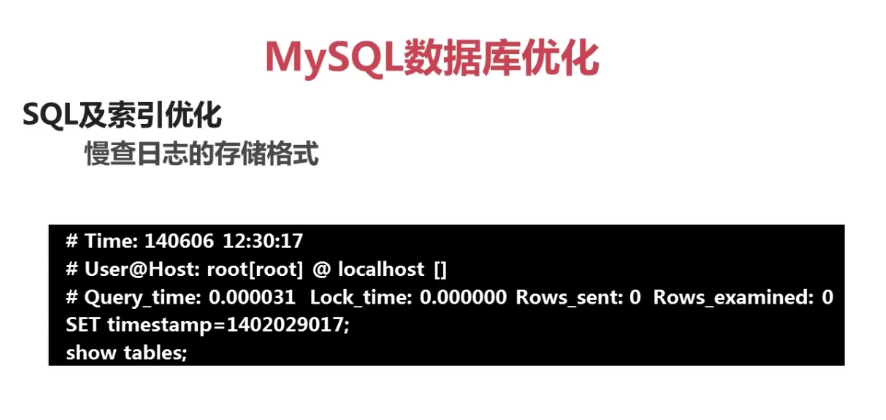 MySQL数据库优化
SQL及索引优化
慢查日志的存储格式
# Time: 140606 12:30:17
# User@Host: root[root] @ localhost []
# Query_time: 0.000031 Lock_time: 0.000000 Rows_sent: 0 Rows_examined: 0
SET timestamp=1402029017;
show tables;